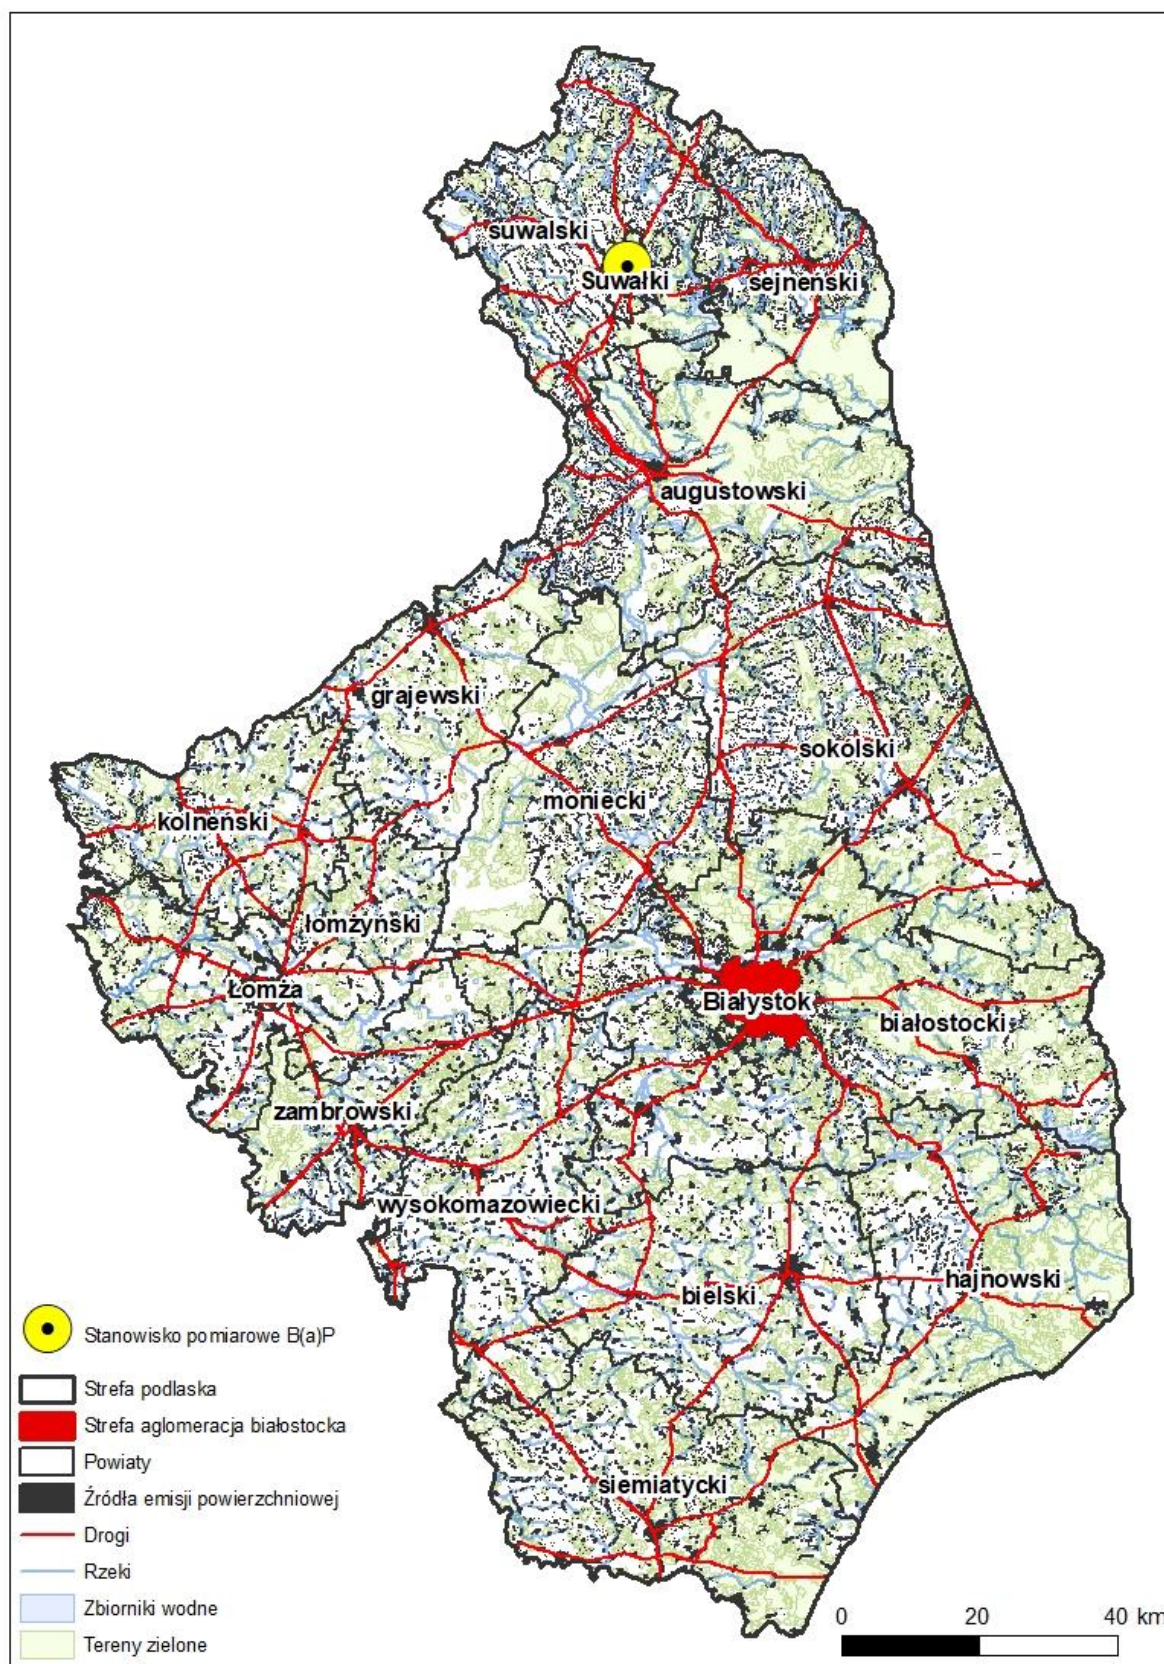 suwalski
Suwałki
sejneński
augustowski
grajewski
sokólski
moniecki
kolneński
łomżyński
Łomża
Białystok
białostocki
zambrowski
wysokomazowiecki
hajnowski
bielski
siemiatycki
Stanowisko pomiarowe B(a)P
Strefa podlaska
Strefa aglomeracja białostocka
Powiaty
Źródła emisji powierzchniowej
Drogi
Rzeki
Zbiorniki wodne
Tereny zielone
0 20 40 km